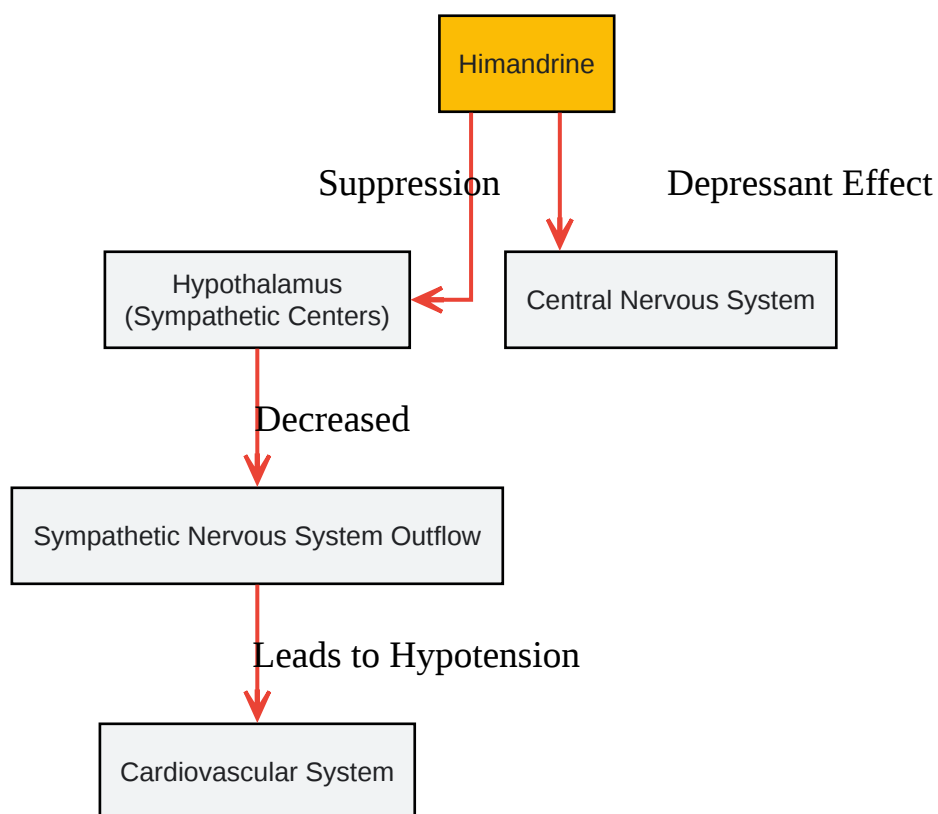 Himandrine
Suppression
Depressant Effect
Hypothalamus
(Sympathetic Centers)
Central Nervous System
Decreased
Sympathetic Nervous System Outflow
Leads to Hypotension
Cardiovascular System